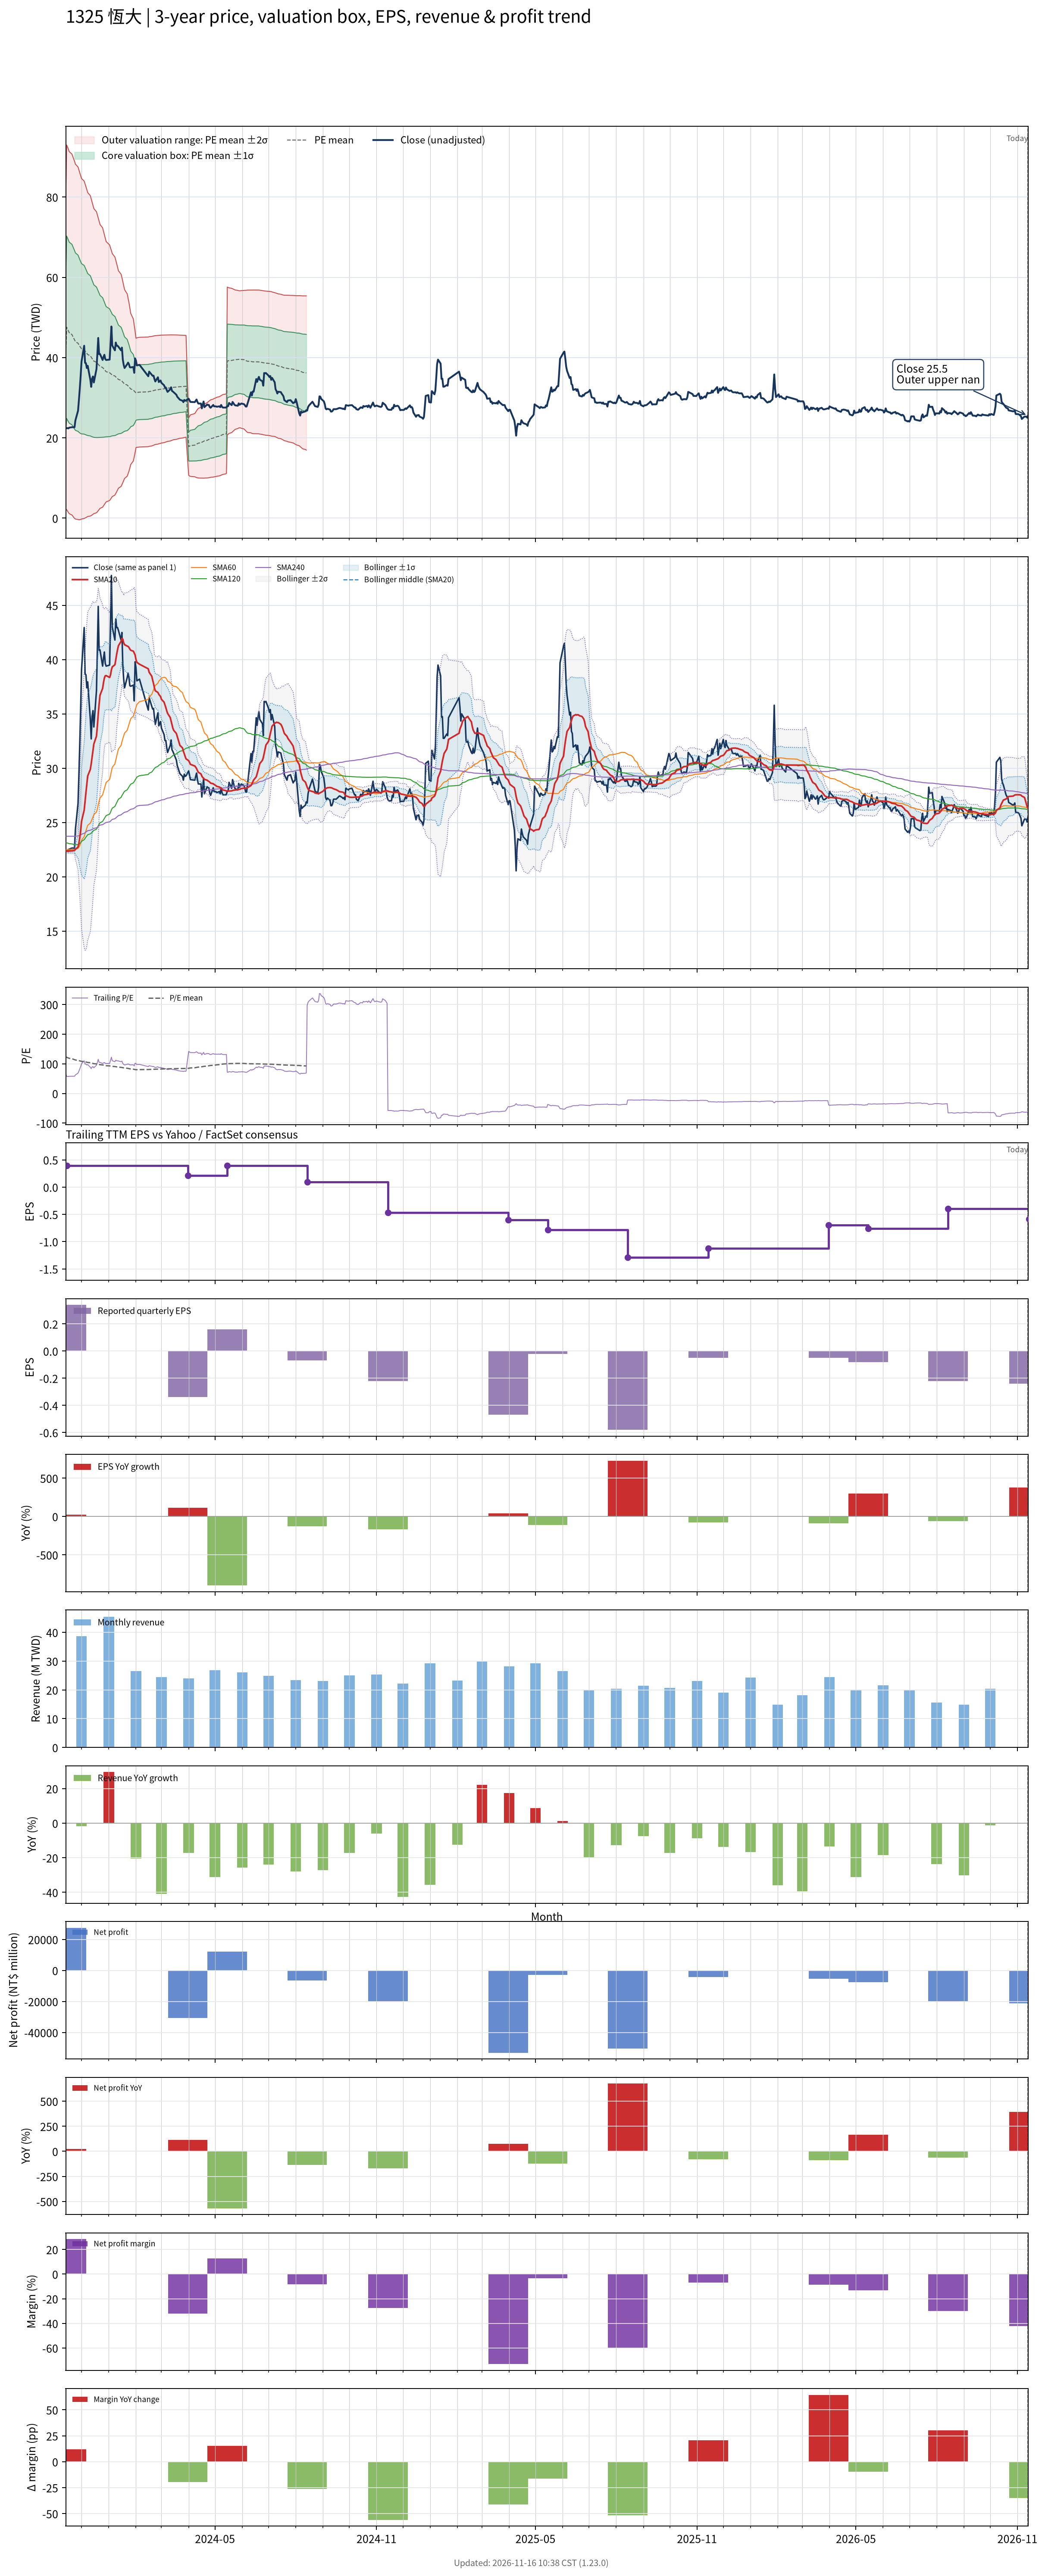 1325 恆大 | 3-year price, valuation box, EPS, revenue & profit trend
Outer valuation range: PE mean ±2σ
PE mean
Close (unadjusted)
Core valuation box: PE mean ±1σ
Today
80
60
40
20
0
Price (TWD)
Close 25.5
Outer upper nan
Close (same as panel 1)
SMA60
SMA240
Bollinger ±1σ
SMA20
SMA120
Bollinger ±2σ
Bollinger middle (SMA20)
45
40
35
30
25
20
15
Price
Trailing P/E
P/E mean
300
200
100
0
-100
P/E
Trailing TTM EPS vs Yahoo / FactSet consensus
Today
0.5
0.0
-0.5
-1.0
-1.5
EPS
Reported quarterly EPS
0.2
0.0
-0.2
-0.4
-0.6
EPS
EPS YoY growth
500
0
-500
YoY (%)
Monthly revenue
40
30
20
10
0
Revenue (M TWD)
Revenue YoY growth
20
0
-20
-40
YoY (%)
Month
Net profit
20000
0
-20000
-40000
Net profit (NT$ million)
Net profit YoY
500
250
0
-250
-500
YoY (%)
Net profit margin
20
0
-20
-40
-60
Margin (%)
Margin YoY change
50
25
0
-25
-50
Δ margin (pp)
2024-05
2024-11
2025-05
2025-11
2026-05
2026-11
Updated: 2026-11-16 10:38 CST (1.23.0)